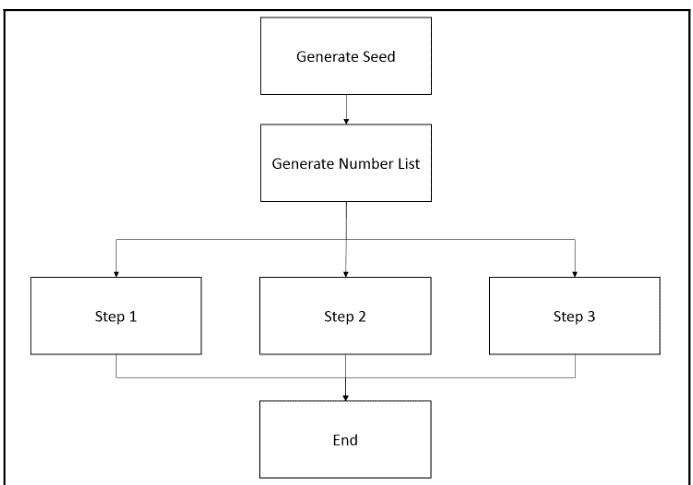 Generate Seed
Generate Number List
Step 1
Step 2
Step 3
End